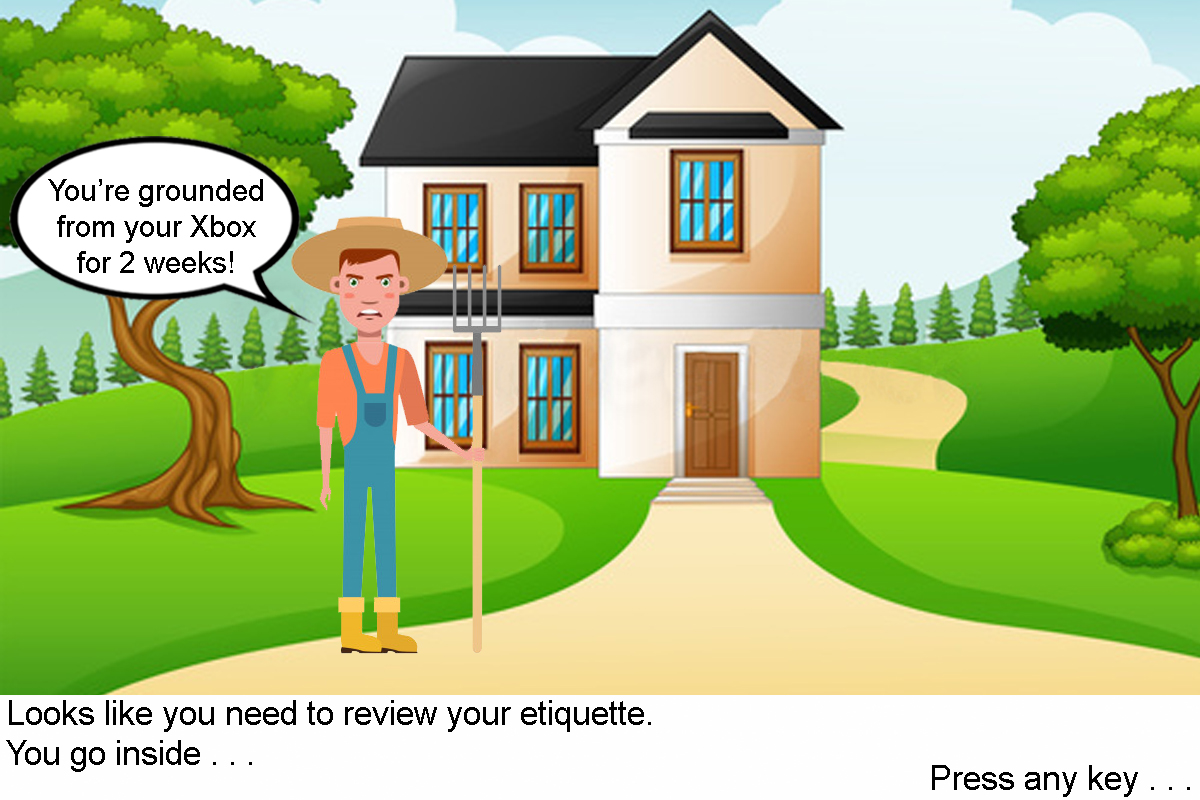 You’re grounded
from your Xbox
for 2 weeks!
Looks like you need to review your etiquette.
You go inside . . .
Press any key . . .